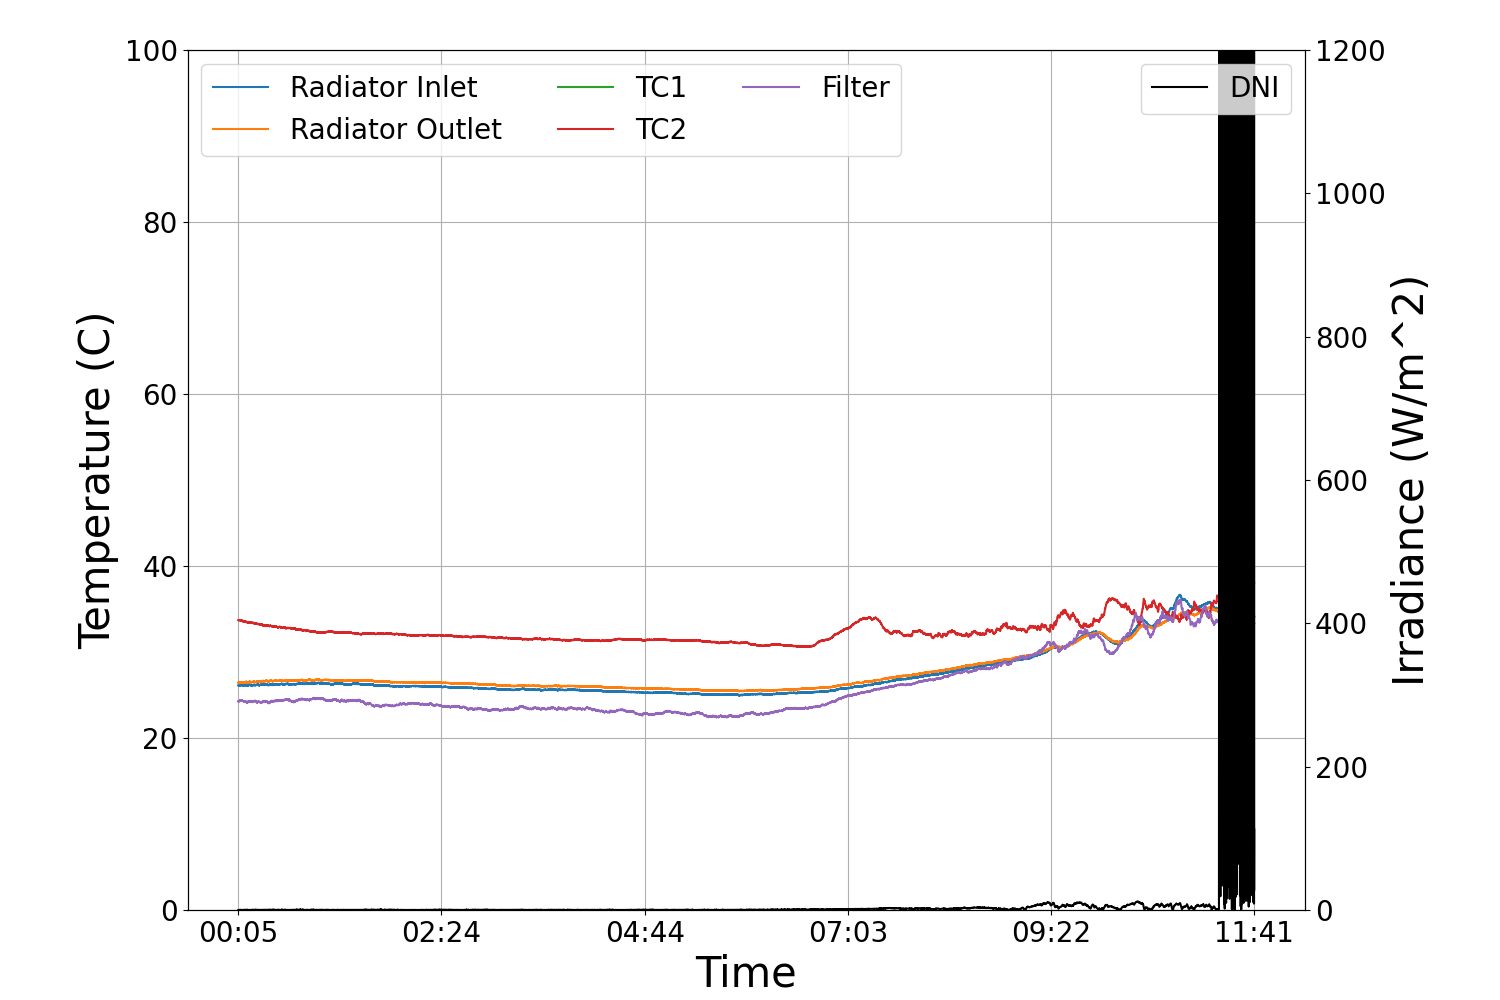 Radiator Inlet
Radiator Outlet
TC1
TC2
Filter
DNI
Temperature (C)
100
80
60
40
20
0
1200
1000
800
600
400
200
0
Irradiance (W/m^2)
00:05 02:24 04:44 07:03 09:22 11:41
Time